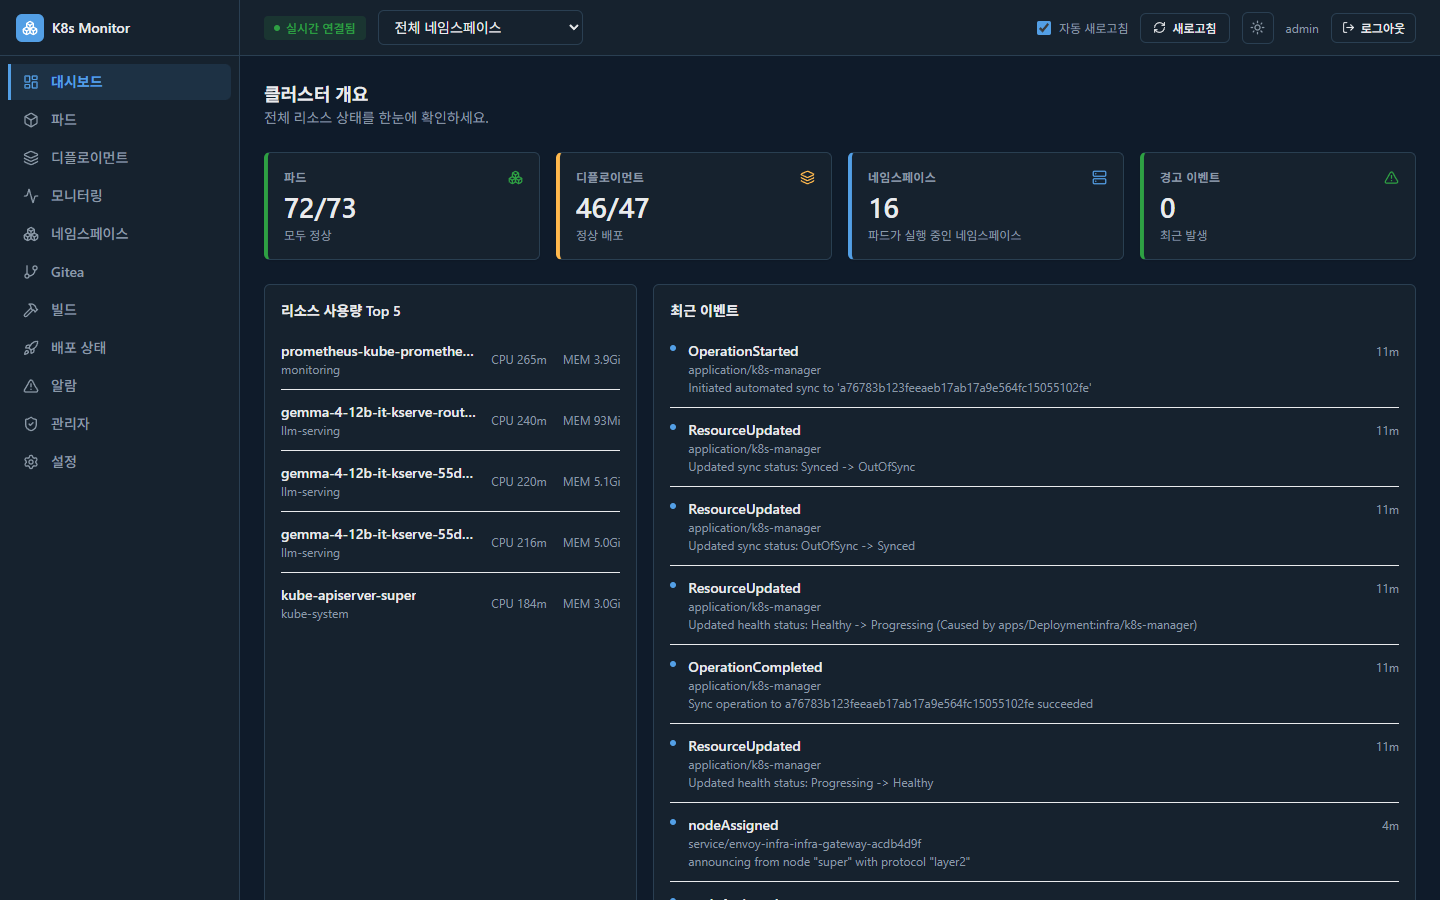 K8s Monitor
실시간 연결됨
전체 네임스페이스
자동 새로고침
새로고침
admin
로그아웃
대시보드
파드
디플로이먼트
모니터링
네임스페이스
Gitea
빌드
배포 상태
알람
관리자
설정
클러스터 개요
전체 리소스 상태를 한눈에 확인하세요.
파드
72/73
모두 정상
디플로이먼트
46/47
정상 배포
네임스페이스
16
파드가 실행 중인 네임스페이스
경고 이벤트
0
최근 발생
리소스 사용량 Top 5
prometheus-kube-promethe... CPU 265m MEM 3.9Gi
monitoring
gemma-4-12b-it-kserve-rout... CPU 240m MEM 93Mi
llm-serving
gemma-4-12b-it-kserve-55d... CPU 220m MEM 5.1Gi
llm-serving
gemma-4-12b-it-kserve-55d... CPU 216m MEM 5.0Gi
llm-serving
kube-apiserver-super CPU 184m MEM 3.0Gi
kube-system
최근 이벤트
OperationStarted 11m
application/k8s-manager
Initiated automated sync to 'a76783b123feeaeb17ab17a9e564fc15055102fe'
ResourceUpdated 11m
application/k8s-manager
Updated sync status: Synced -> OutOfSync
ResourceUpdated 11m
application/k8s-manager
Updated sync status: OutOfSync -> Synced
ResourceUpdated 11m
application/k8s-manager
Updated health status: Healthy -> Progressing (Caused by apps/Deployment:infra/k8s-manager)
OperationCompleted 11m
application/k8s-manager
Sync operation to a76783b123feeaeb17ab17a9e564fc15055102fe succeeded
ResourceUpdated 11m
application/k8s-manager
Updated health status: Progressing -> Healthy
nodeAssigned 4m
service/envoy-infra-infra-gateway-acdb4d9f
announcing from node "super" with protocol "layer2"